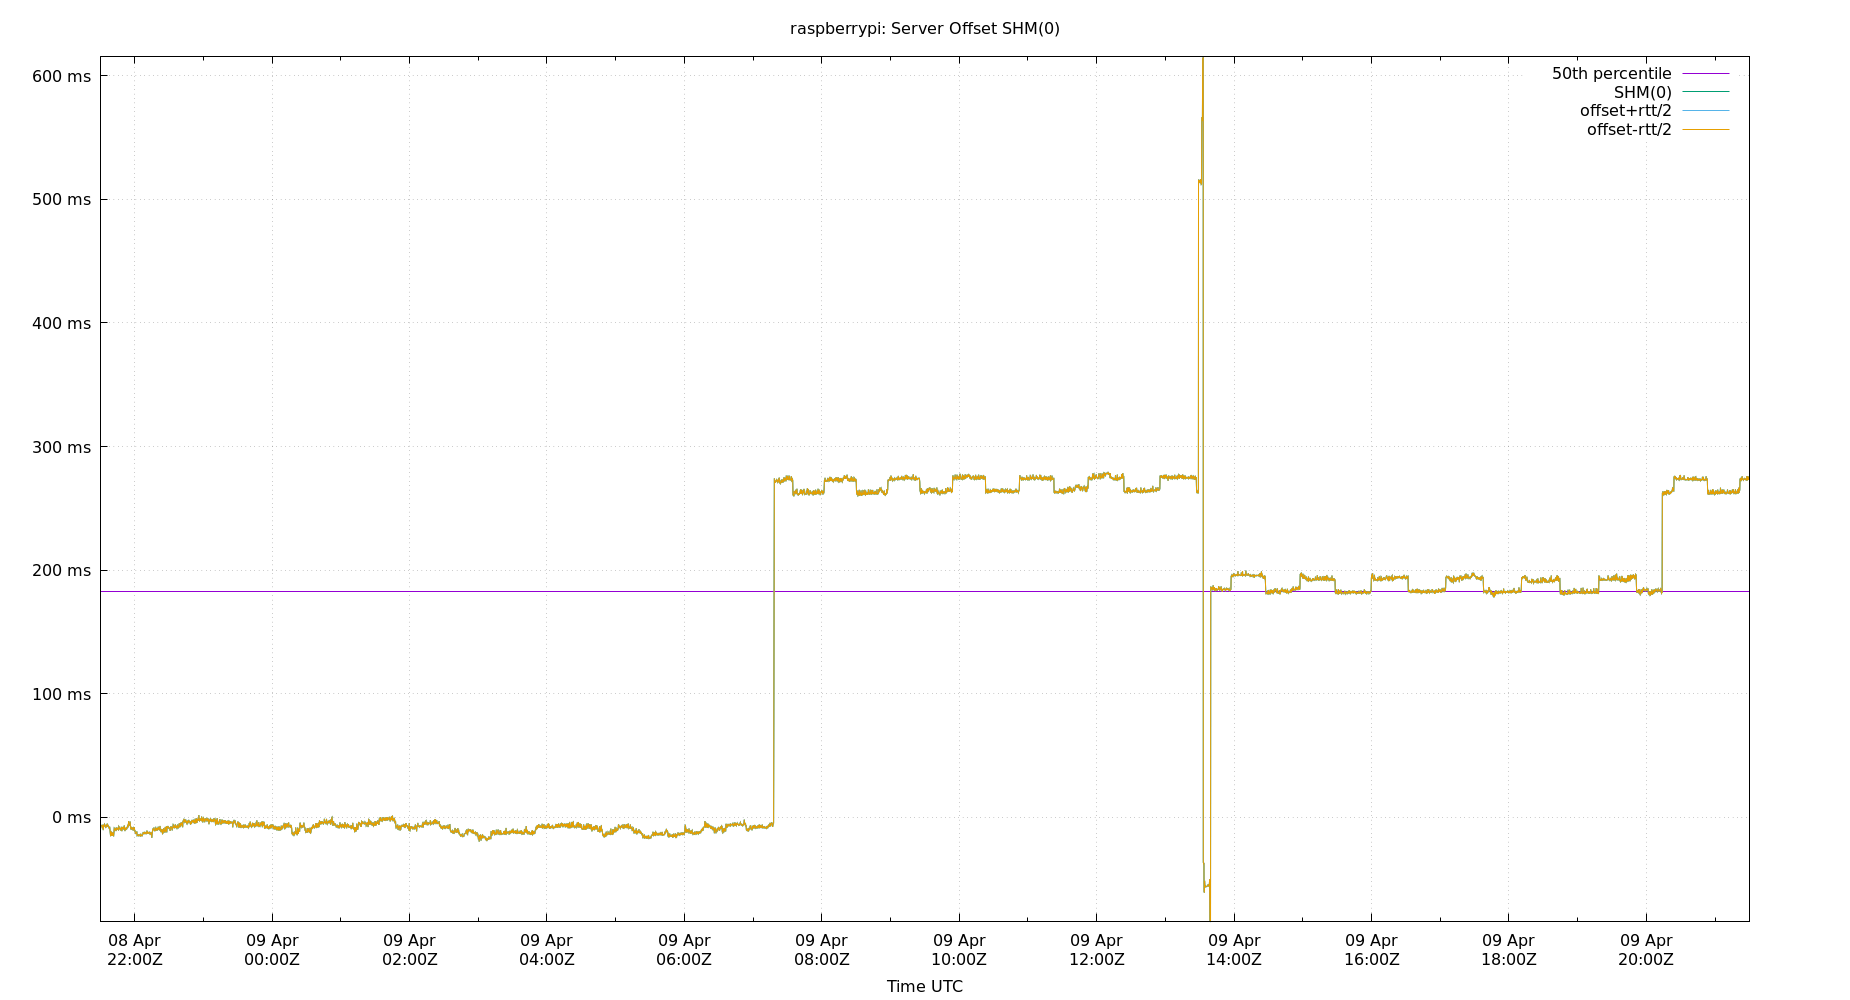 raspberrypi: Server Offset SHM(0)
600 ms
500 ms
400 ms
300 ms
200 ms
100 ms
0 ms
50th percentile
SHM(0)
offset+rtt/2
offset-rtt/2
08 Apr
22:00Z
09 Apr
00:00Z
09 Apr
02:00Z
09 Apr
04:00Z
09 Apr
06:00Z
09 Apr
08:00Z
09 Apr
10:00Z
09 Apr
12:00Z
09 Apr
14:00Z
09 Apr
16:00Z
09 Apr
18:00Z
09 Apr
20:00Z
Time UTC